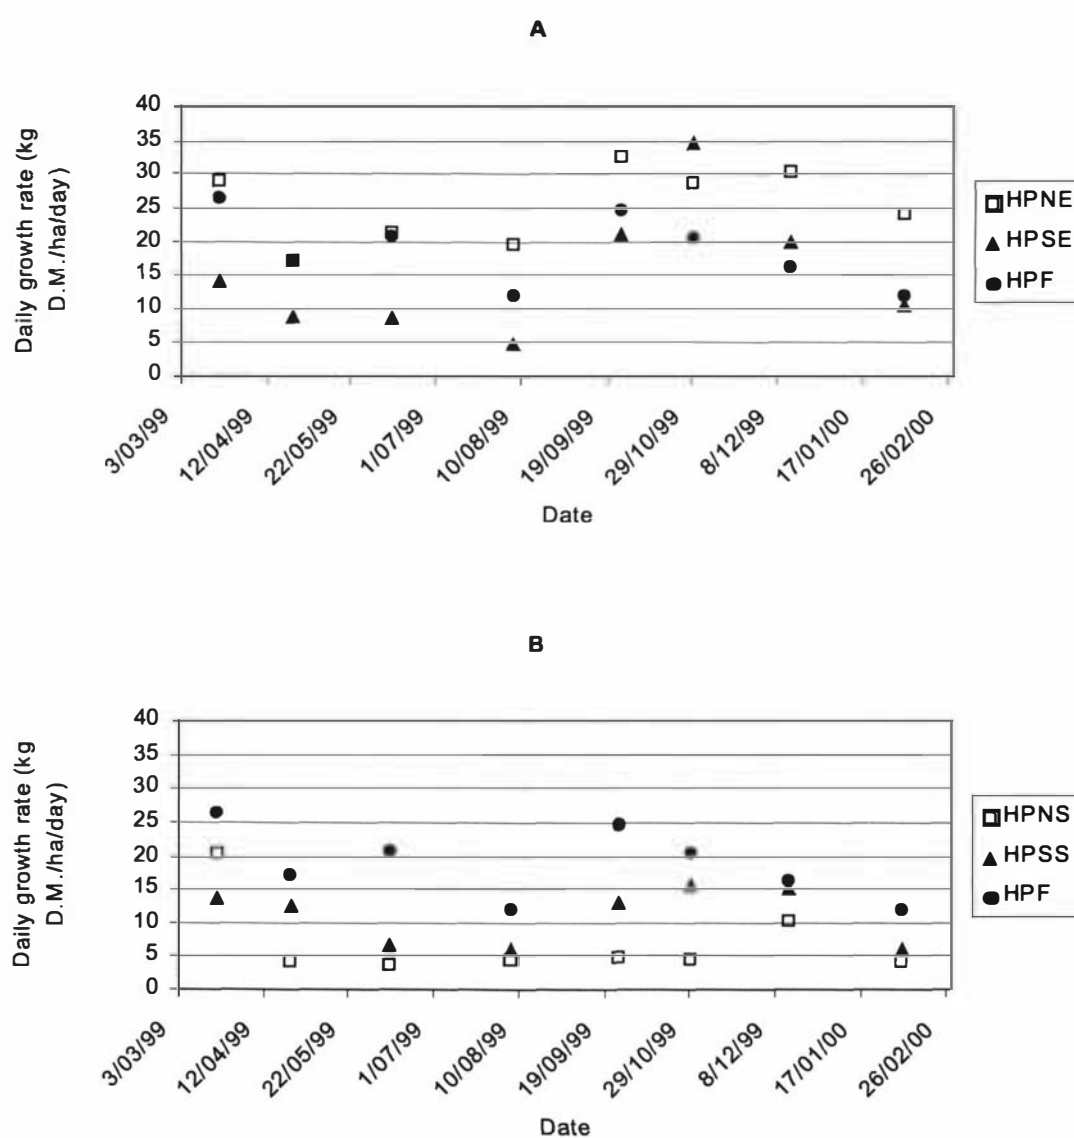 A
Daily growth rate (kg
D.M./ha/day)
40
35
30
25
20
15
10
5
0
3/03/99
12/04/99
22/05/99
1/07/99
10/08/99
19/09/99
29/10/99
8/12/99
17/01/00
26/02/00
Date
HPNE
HPSE
HPF
B
Daily growth rate (kg
D.M./ha/day)
40
35
30
25
20
15
10
5
0
3/03/99
12/04/99
22/05/99
1/07/99
10/08/99
19/09/99
29/10/99
8/12/99
17/01/00
26/02/00
Date
HPNS
HPSS
HPF